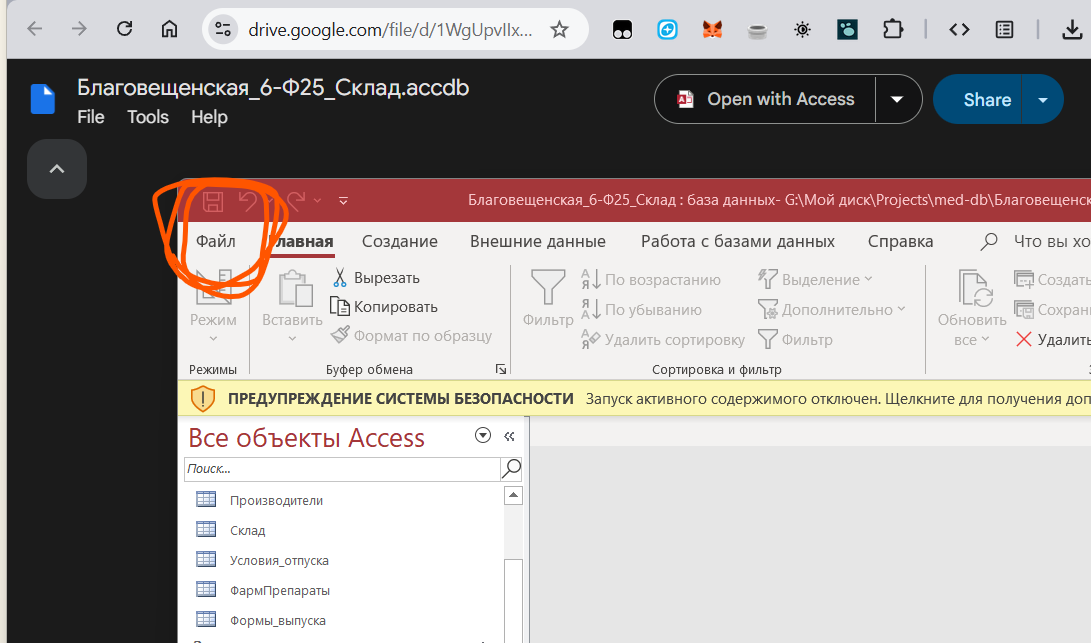 drive.google.com/file/d/1WgUpvIIx...
Благовещенская_6-Ф25_Склад.accdb
File Tools Help
Open with Access
Share
Благовещенская_6-Ф25_Склад : база данных- G:\Мой диск\Projects\med-db\Благовещенск
Файл Главная Создание Внешние данные Работа с базами данных Справка Что вы хо
Режим
Вставить
Вырезать
Копировать
Формат по образцу
Фильтр
По возрастанию
По убыванию
Удалить сортировку
Выделение
Дополнительно
Фильтр
Обновить
все
Создать
Сохрани
Удалить
Режимы Буфер обмена Сортировка и фильтр
ПРЕДУПРЕЖДЕНИЕ СИСТЕМЫ БЕЗОПАСНОСТИ Запуск активного содержимого отключен. Щелкните для получения доп
Все объекты Access
Поиск...
Производители
Склад
Условия_отпуска
ФармПрепараты
Формы_выпуска